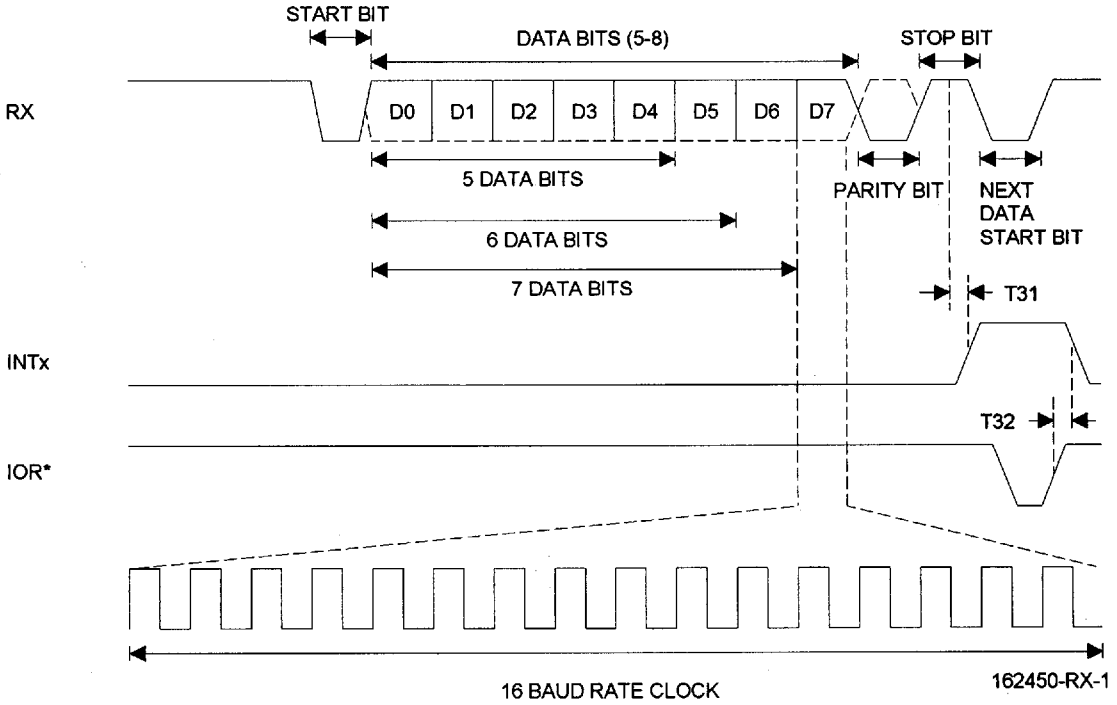 START BIT
DATA BITS (5-8)
STOP BIT
RX
D0 D1 D2 D3 D4 D5 D6 D7
5 DATA BITS
PARITY BIT
NEXT
DATA
START BIT
6 DATA BITS
7 DATA BITS
T31
INTx
T32
IOR*
16 BAUD RATE CLOCK
162450-RX-1